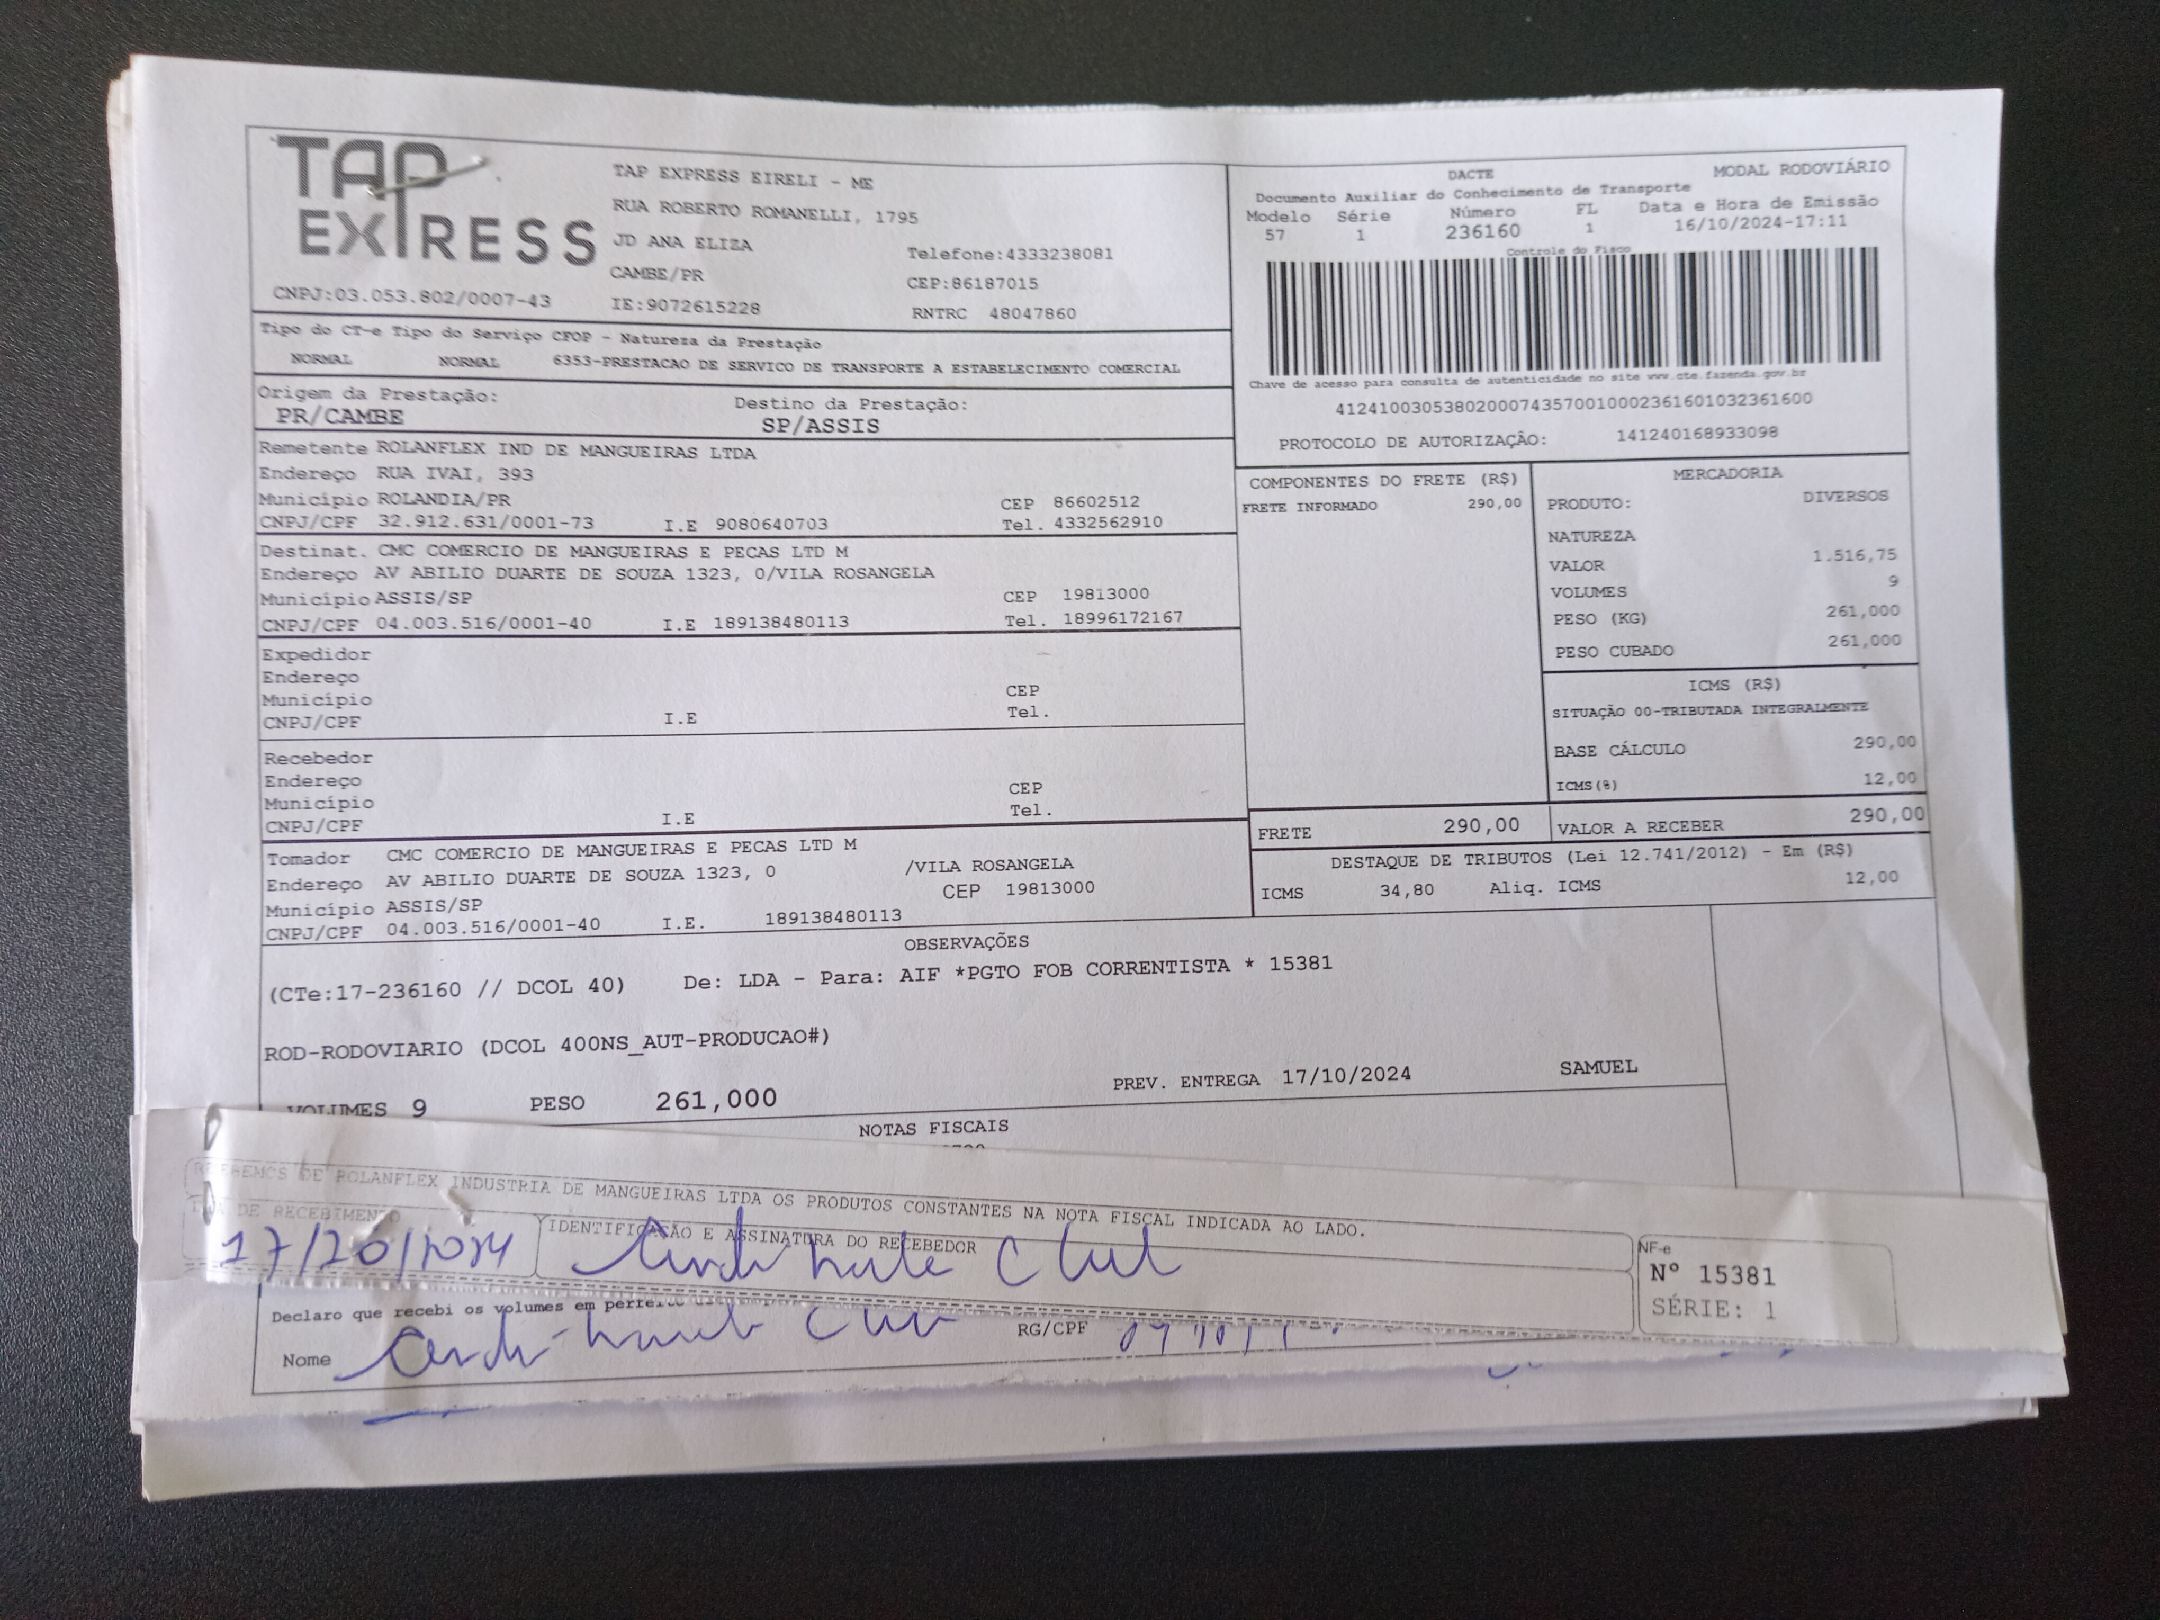 TAP
EXPRESS
CNPJ:03.053.802/0007-43
TAP EXPRESS EIRELI - ME
RUA ROBERTO ROMANELLI, 1795
JD ANA ELIZA
CAMBE/PR
IE:9072615228
Telefone:4333238081
CEP:86187015
RNTRC 48047860
DACTE MODAL RODOVIÁRIO
Documento Auxiliar do Conhecimento de Transporte
Modelo Série Número FL Data e Hora de Emissão
57 1 236160 1 16/10/2024-17:11
Controle do Fisco
Chave de acesso para consulta de autenticidade no site www.cte.fazenda.gov.br
41241003053802000743570010002361601032361600
PROTOCOLO DE AUTORIZAÇÃO: 141240168933098
Tipo do CT-e Tipo do Serviço CFOP - Natureza da Prestação
NORMAL NORMAL 6353-PRESTACAO DE SERVICO DE TRANSPORTE A ESTABELECIMENTO COMERCIAL
Origem da Prestação: Destino da Prestação:
PR/CAMBE SP/ASSIS
Remetente ROLANFLEX IND DE MANGUEIRAS LTDA
Endereço RUA IVAI, 393
Município ROLANDIA/PR CEP 86602512
CNPJ/CPF 32.912.631/0001-73 I.E 9080640703 Tel. 4332562910
Destinat. CMC COMERCIO DE MANGUEIRAS E PECAS LTD M
Endereço AV ABILIO DUARTE DE SOUZA 1323, 0/VILA ROSANGELA
Município ASSIS/SP CEP 19813000
CNPJ/CPF 04.003.516/0001-40 I.E 189138480113 Tel. 18996172167
Expedidor
Endereço
Município CEP
CNPJ/CPF I.E Tel.
Recebedor
Endereço
Município CEP
CNPJ/CPF I.E Tel.
Tomador CMC COMERCIO DE MANGUEIRAS E PECAS LTD M
Endereço AV ABILIO DUARTE DE SOUZA 1323, 0 /VILA ROSANGELA
Município ASSIS/SP CEP 19813000
CNPJ/CPF 04.003.516/0001-40 I.E. 189138480113
COMPONENTES DO FRETE (R$)
FRETE INFORMADO 290,00
MERCADORIA
PRODUTO: DIVERSOS
NATUREZA
VALOR 1.516,75
VOLUMES 9
PESO (KG) 261,000
PESO CUBADO 261,000
ICMS (R$)
SITUAÇÃO 00-TRIBUTADA INTEGRALMENTE
BASE CÁLCULO 290,00
ICMS(%) 12,00
FRETE 290,00 VALOR A RECEBER 290,00
DESTAQUE DE TRIBUTOS (Lei 12.741/2012) - Em (R$)
ICMS 34,80 Aliq. ICMS 12,00
OBSERVAÇÕES
(CTe:17-236160 // DCOL 40) De: LDA - Para: AIF *PGTO FOB CORRENTISTA * 15381
ROD-RODOVIARIO (DCOL 400NS_AUT-PRODUCAO#)
PREV. ENTREGA 17/10/2024 SAMUEL
VOLUMES 9 PESO 261,000
NOTAS FISCAIS
RECEBEMOS DE ROLANFLEX INDUSTRIA DE MANGUEIRAS LTDA OS PRODUTOS CONSTANTES NA NOTA FISCAL INDICADA AO LADO.
DE RECEBIMENTO IDENTIFICAÇÃO E ASSINATURA DO RECEBEDOR
NF-e
Nº 15381
SÉRIE: 1
Declaro que recebi os volumes em
Nome RG/CPF